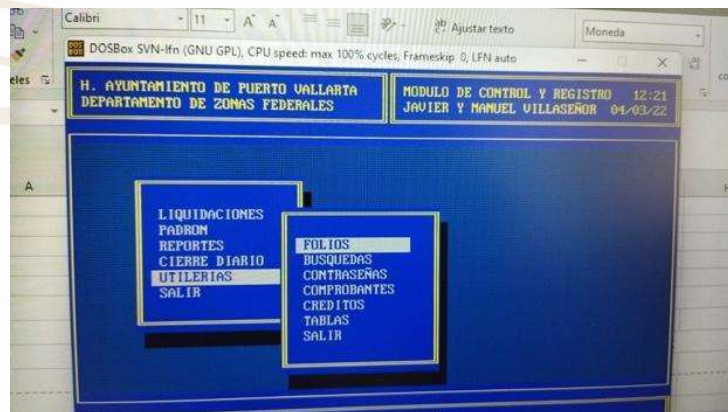 Calibri 11 A A Ajustar texto Moneda
DOSBox SVN-lfn (GNU GPL), CPU speed: max 100% cycles, Frameskip 0, LFN auto
eles
H. AYUNTAMIENTO DE PUERTO VALLARTA
DEPARTAMENTO DE ZONAS FEDERALES
MODULO DE CONTROL Y REGISTRO 12:21
JAVIER Y MANUEL VILLASEÑOR 04/03/22
A
LIQUIDACIONES
PADRON
REPORTES
CIERRE DIARIO
UTILERIAS
SALIR
FOLIOS
BUSQUEDAS
CONTRASEÑAS
COMPROBANTES
CREDITOS
TABLAS
SALIR